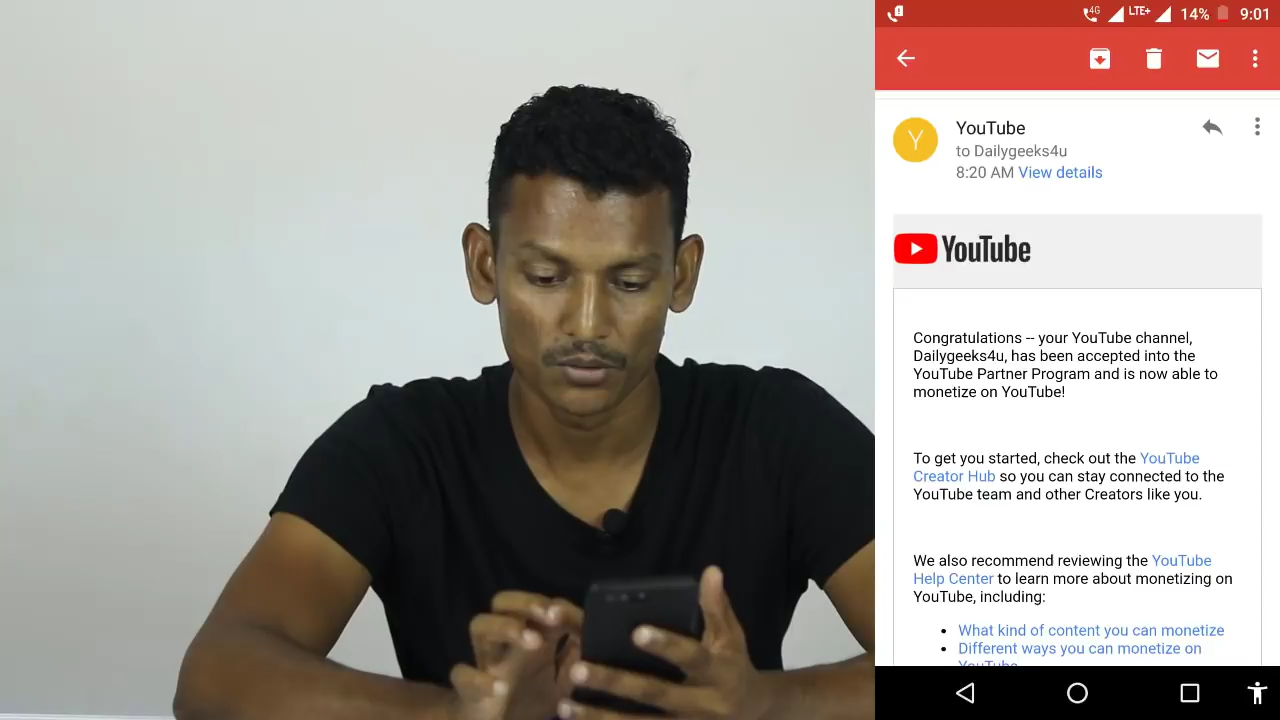 4G LTE+ 14% 9:01
Y
YouTube
to Dailygeeks4u
8:20 AM View details
YouTube
Congratulations -- your YouTube channel,
Dailygeeks4u, has been accepted into the
YouTube Partner Program and is now able to
monetize on YouTube!
To get you started, check out the YouTube
Creator Hub so you can stay connected to the
YouTube team and other Creators like you.
We also recommend reviewing the YouTube
Help Center to learn more about monetizing on
YouTube, including:
• What kind of content you can monetize
• Different ways you can monetize on
YouTube